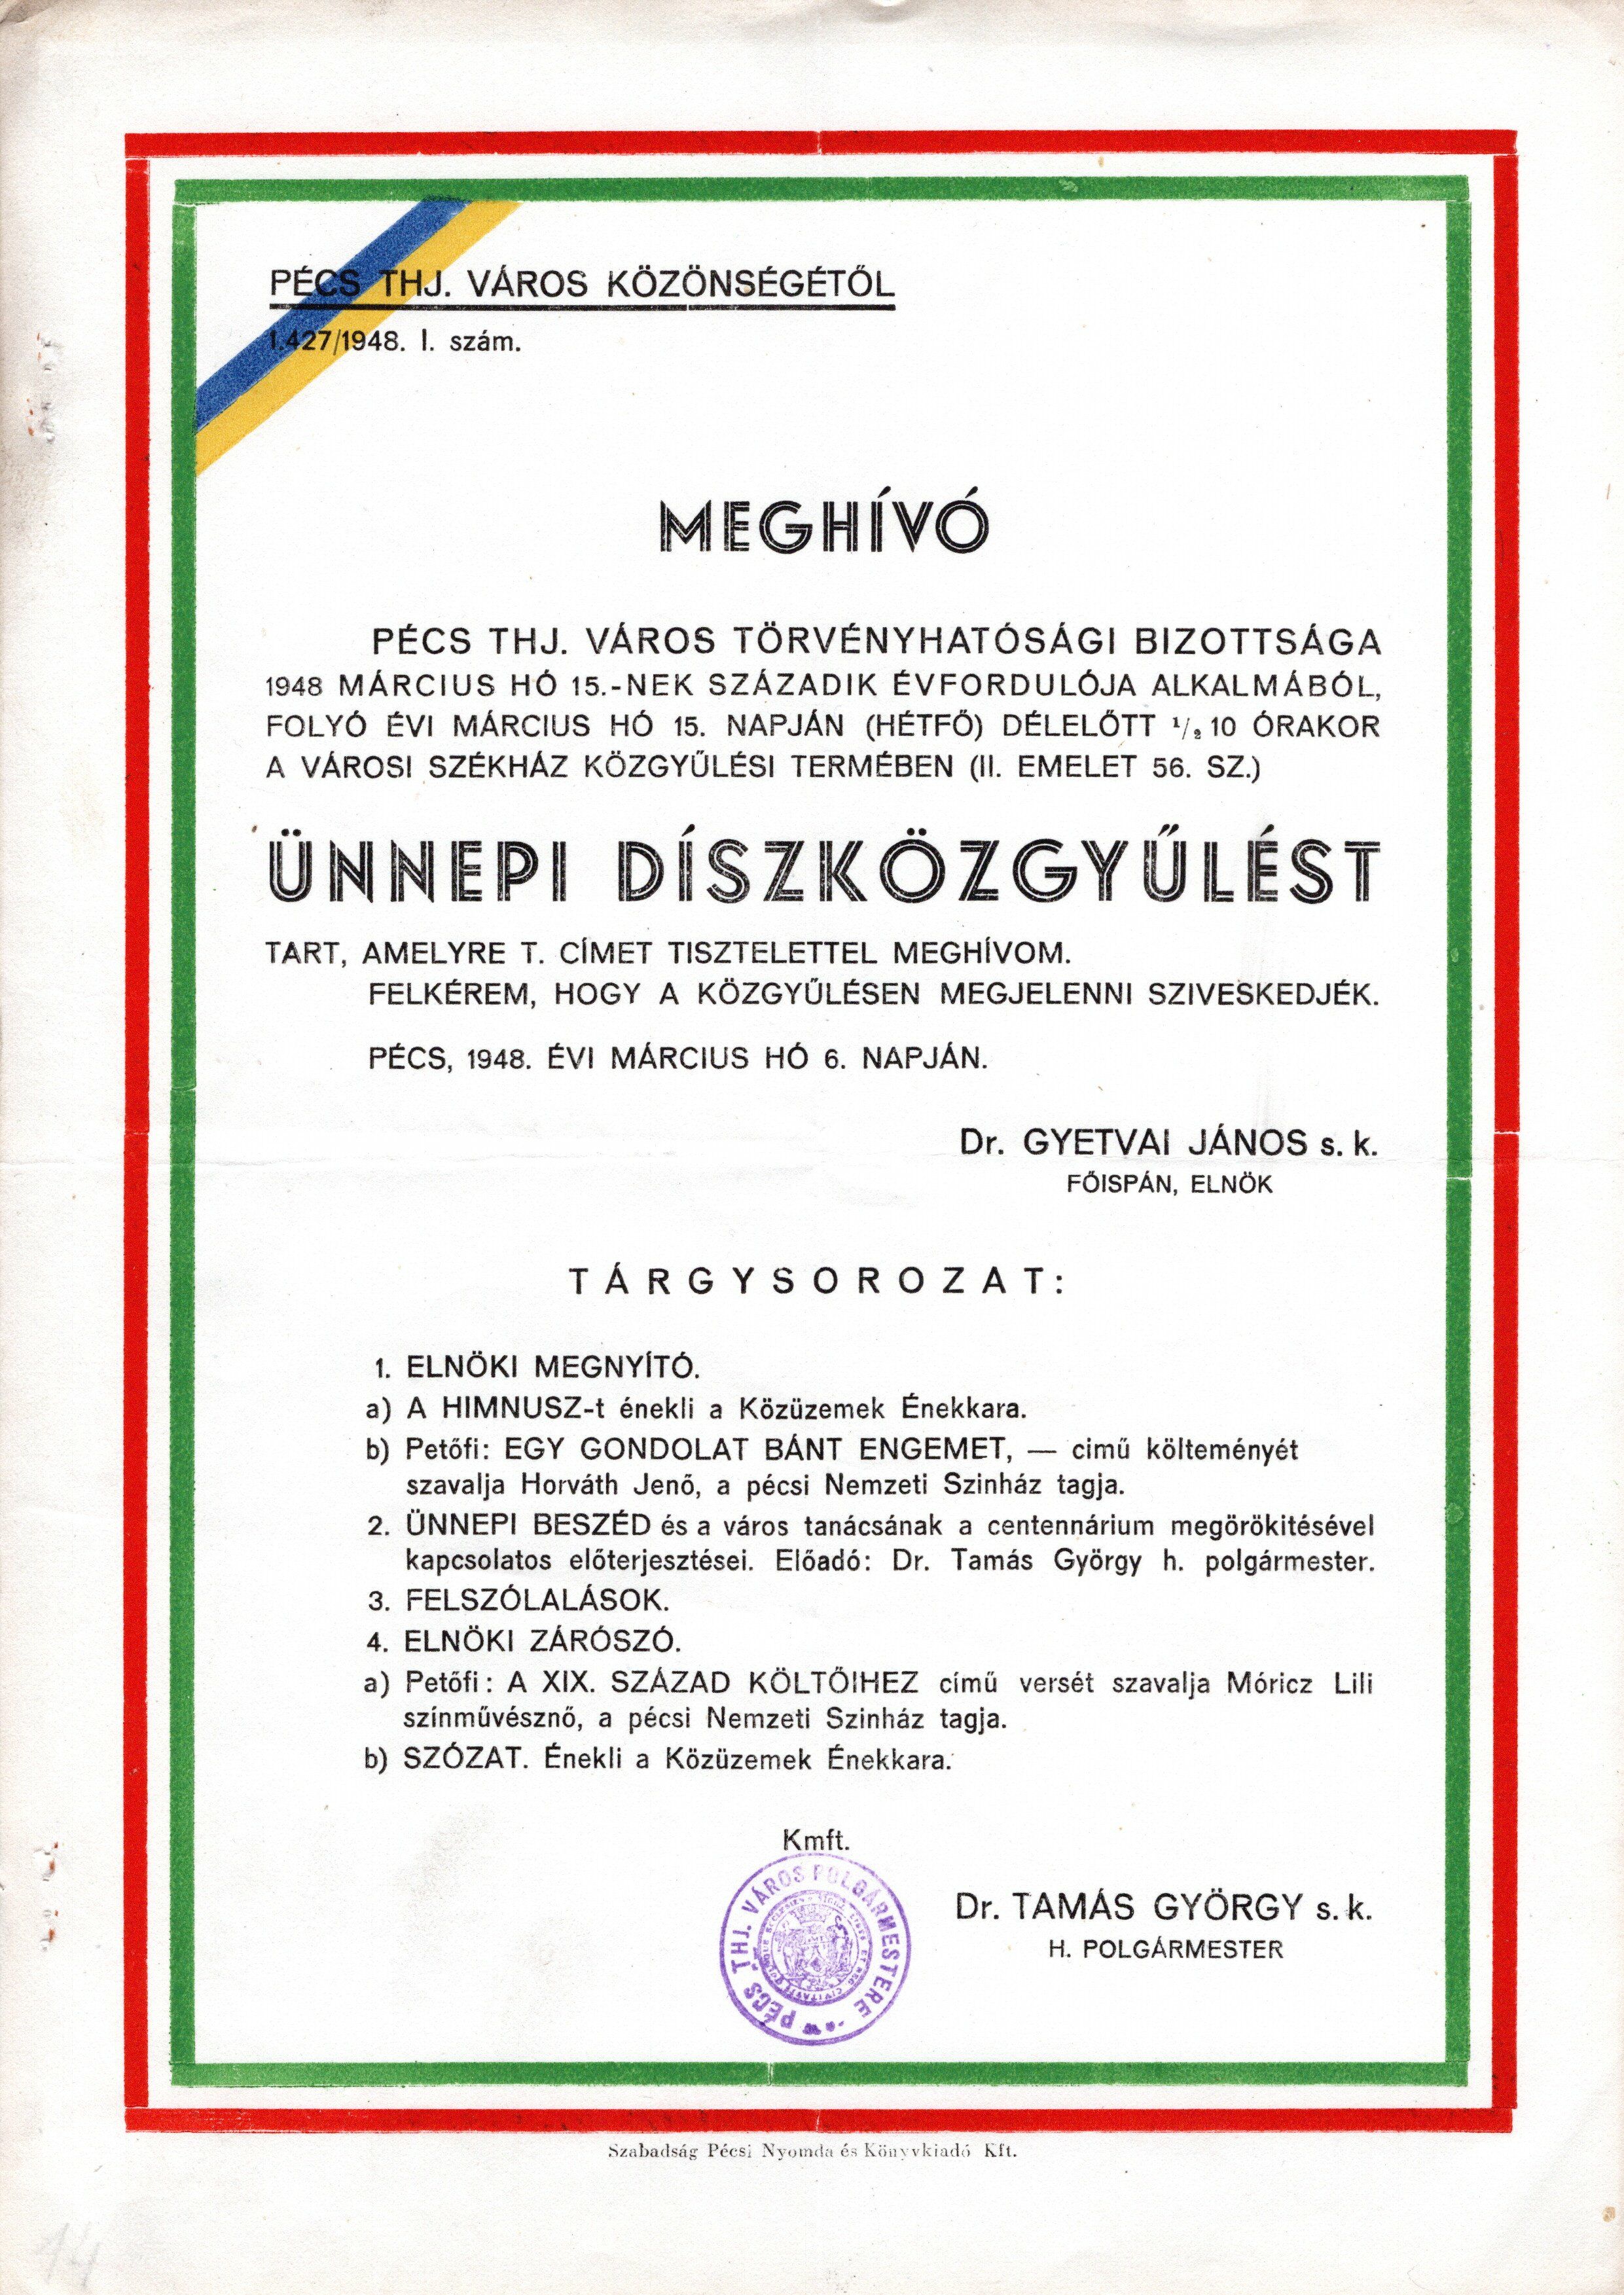 PÉCS THJ. VÁROS KÖZÖNSÉGÉTŐL
1.427/1948. I. szám.
MEGHÍVÓ
PÉCS THJ. VÁROS TÖRVÉNYHATÓSÁGI BIZOTTSÁGA
1948 MÁRCIUS HÓ 15.-NEK SZÁZADIK ÉVFORDULÓJA ALKALMÁBÓL,
FOLYÓ ÉVI MÁRCIUS HÓ 15. NAPJÁN (HÉTFŐ) DÉLELŐTT 1/2 10 ÓRAKOR
A VÁROSI SZÉKHÁZ KÖZGYŰLÉSI TERMÉBEN (II. EMELET 56. SZ.)
ÜNNEPI DÍSZKÖZGYŰLÉST
TART, AMELYRE T. CÍMET TISZTELETTEL MEGHÍVOM.
FELKÉREM, HOGY A KÖZGYŰLÉSEN MEGJELENNI SZIVESKEDJÉK.
PÉCS, 1948. ÉVI MÁRCIUS HÓ 6. NAPJÁN.
Dr. GYETVAI JÁNOS s. k.
FŐISPÁN, ELNÖK
TÁRGYSOROZAT:
1. ELNÖKI MEGNYÍTÓ.
a) A HIMNUSZ-t énekli a Közüzemek Énekkara.
b) Petőfi: EGY GONDOLAT BÁNT ENGEMET, — cimű költeményét
szavalja Horváth Jenő, a pécsi Nemzeti Szinház tagja.
2. ÜNNEPI BESZÉD és a város tanácsának a centennárium megörökitésével
kapcsolatos előterjesztései. Előadó: Dr. Tamás György h. polgármester.
3. FELSZÓLALÁSOK.
4. ELNÖKI ZÁRÓSZÓ.
a) Petőfi: A XIX. SZÁZAD KÖLTŐIHEZ című versét szavalja Móricz Lili
színművésznő, a pécsi Nemzeti Szinház tagja.
b) SZÓZAT. Énekli a Közüzemek Énekkara.
Kmft.
PÉCS THJ. VÁROS POLGÁRMESTERE
Dr. TAMÁS GYÖRGY s. k.
H. POLGÁRMESTER
Szabadság Pécsi Nyomda és Könyvkiadó Kft.
14